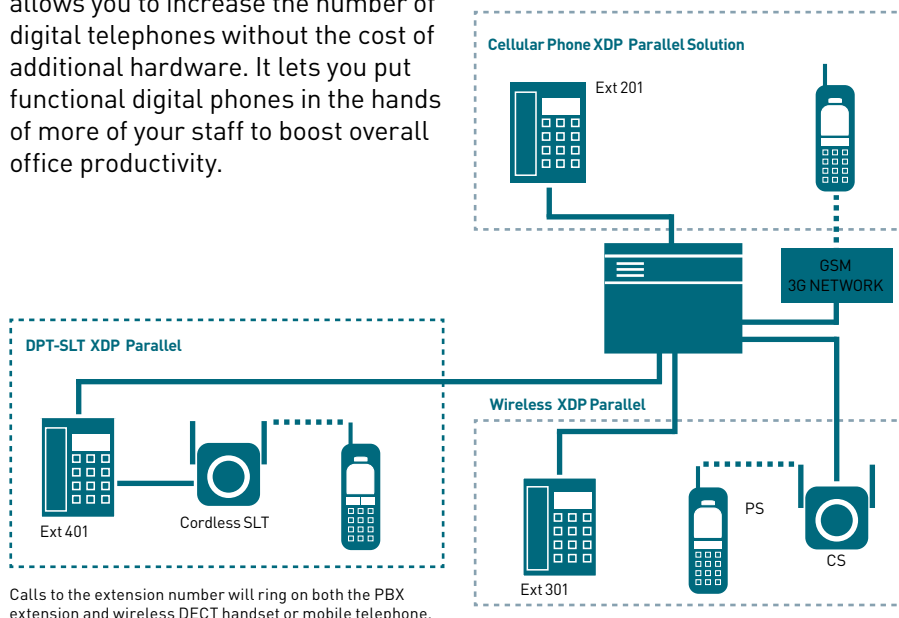 allows you to increase the number of
digital telephones without the cost of
additional hardware. It lets you put
functional digital phones in the hands
of more of your staff to boost overall
office productivity.
Cellular Phone XDP Parallel Solution
Ext 201
GSM
3G NETWORK
DPT-SLT XDP Parallel
Ext 401
Cordless SLT
Wireless XDP Parallel
PS
CS
Ext 301
Calls to the extension number will ring on both the PBX
extension and wireless DECT handset or mobile telephone.